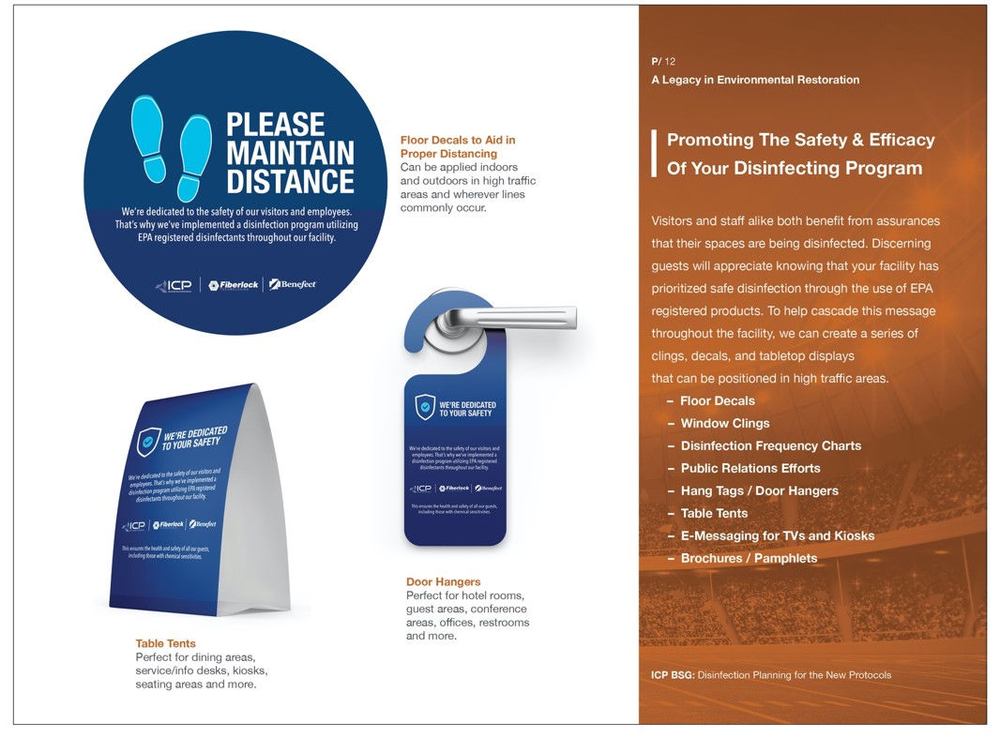 PLEASE
MAINTAIN
DISTANCE
We're dedicated to the safety of our visitors and employees.
That's why we've implemented a disinfection program utilizing
EPA registered disinfectants throughout our facility.
ICP Fiberlock TECHNOLOGIES Benefect
Floor Decals to Aid in
Proper Distancing
Can be applied indoors
and outdoors in high traffic
areas and wherever lines
commonly occur.
WE'RE DEDICATED
TO YOUR SAFETY
We're dedicated to the safety of our visitors and
employees. That's why we've implemented a
disinfection program utilizing EPA registered
disinfectants throughout our facility.
ICP Fiberlock Benefect
This ensures the health and safety of all our guests,
including those with chemical sensitivities.
Table Tents
Perfect for dining areas,
service/info desks, kiosks,
seating areas and more.
WE'RE DEDICATED
TO YOUR SAFETY
We're dedicated to the safety of our visitors and
employees. That's why we've implemented a
disinfection program utilizing EPA registered
disinfectants throughout our facility.
ICP Fiberlock Benefect
This ensures the health and safety of all our guests,
including those with chemical sensitivities.
Door Hangers
Perfect for hotel rooms,
guest areas, conference
areas, offices, restrooms
and more.
P/ 12
A Legacy in Environmental Restoration
Promoting The Safety & Efficacy
Of Your Disinfecting Program
Visitors and staff alike both benefit from assurances
that their spaces are being disinfected. Discerning
guests will appreciate knowing that your facility has
prioritized safe disinfection through the use of EPA
registered products. To help cascade this message
throughout the facility, we can create a series of
clings, decals, and tabletop displays
that can be positioned in high traffic areas.
– Floor Decals
– Window Clings
– Disinfection Frequency Charts
– Public Relations Efforts
– Hang Tags / Door Hangers
– Table Tents
– E-Messaging for TVs and Kiosks
– Brochures / Pamphlets
ICP BSG: Disinfection Planning for the New Protocols